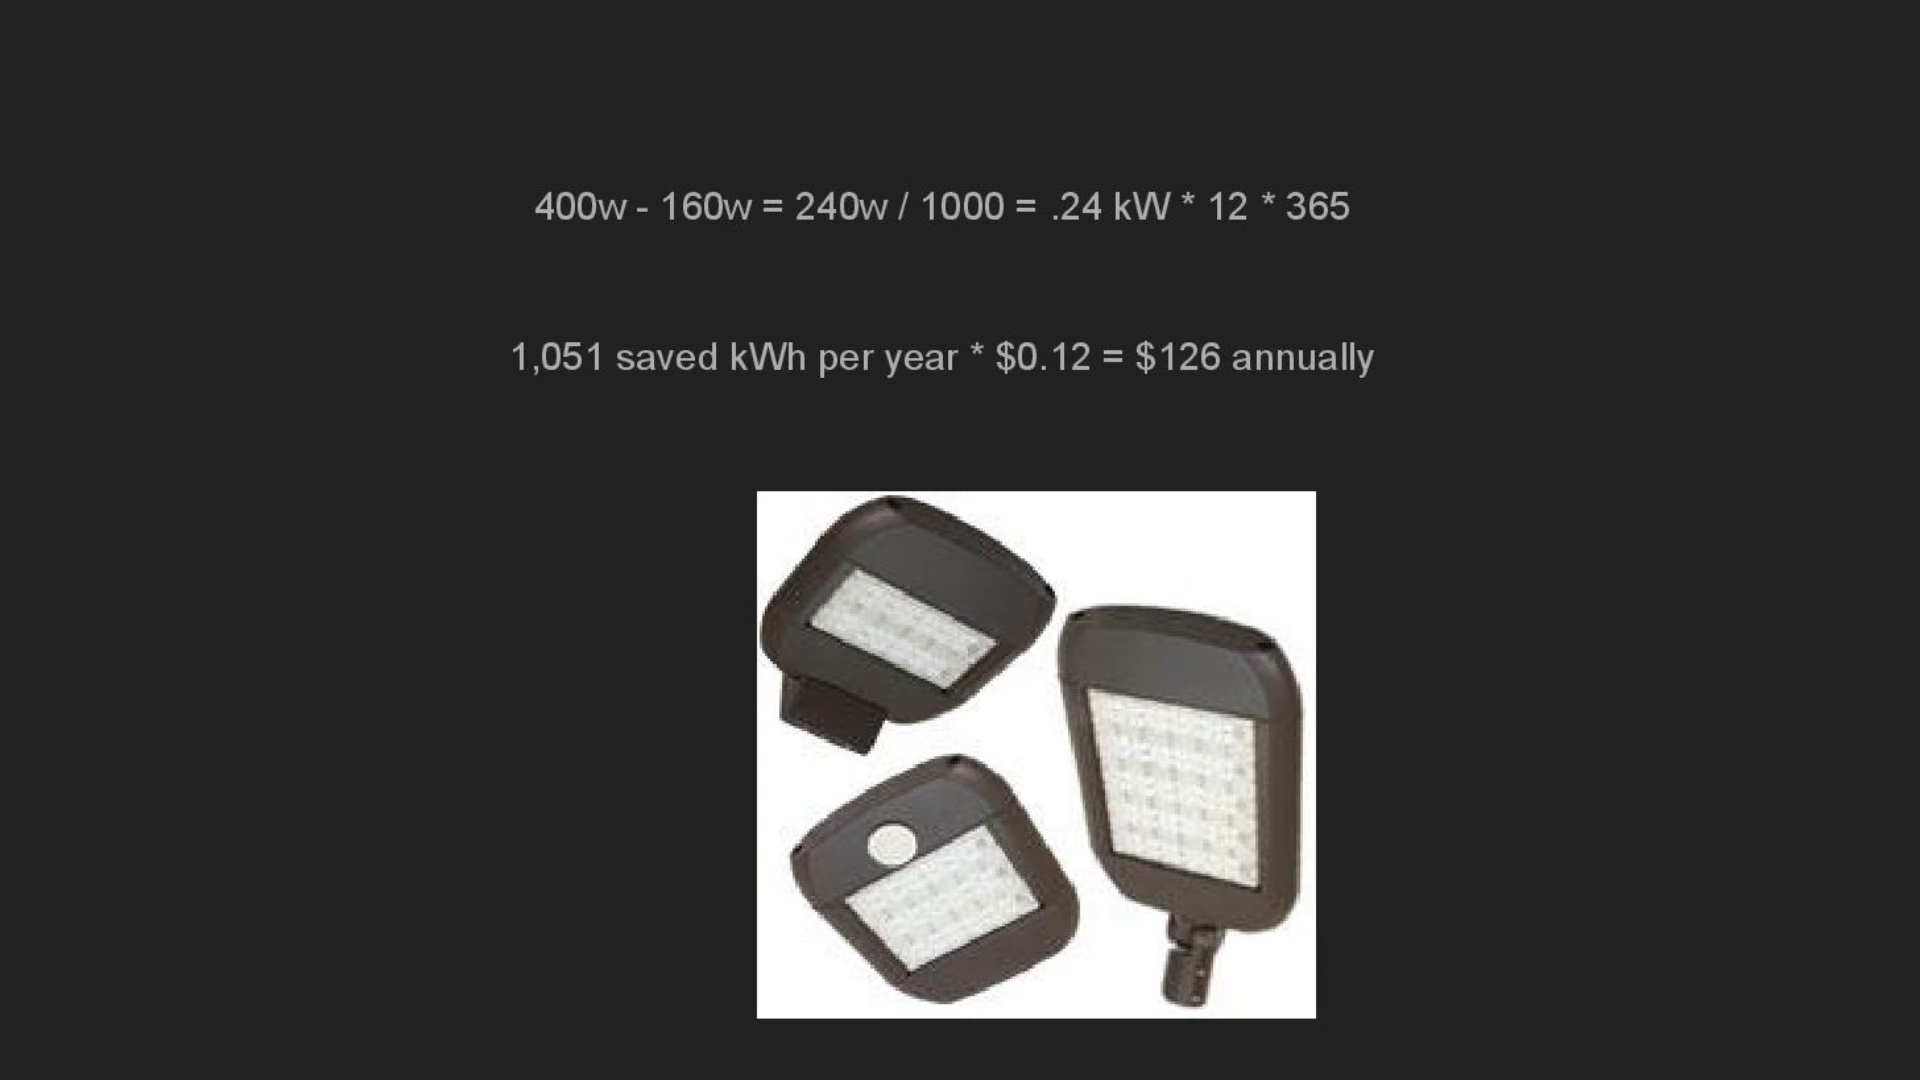 400w - 160w = 240w / 1000 = .24 kW * 12 * 365
1,051 saved kWh per year * $0.12 = $126 annually